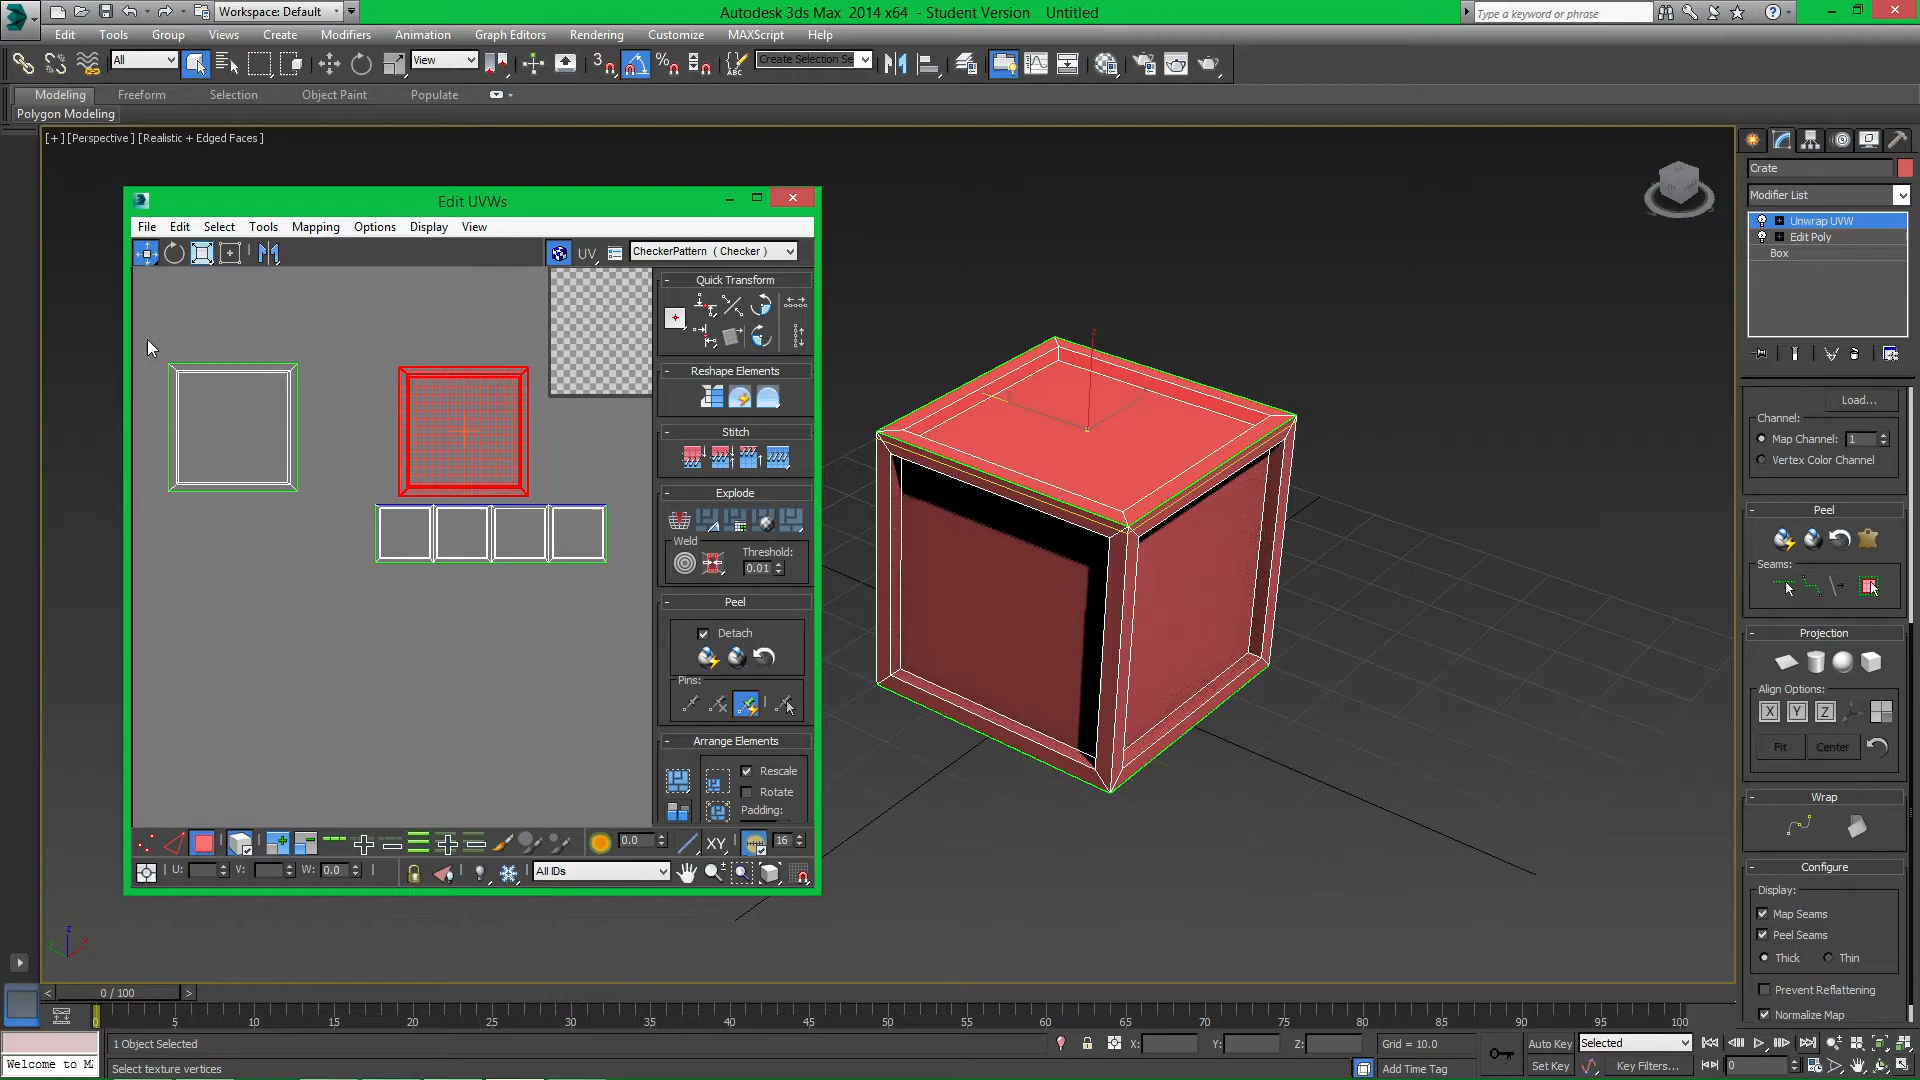 Workspace: Default
Autodesk 3ds Max 2014 x64 - Student Version Untitled
Type a keyword or phrase
Edit Tools Group Views Create Modifiers Animation Graph Editors Rendering Customize MAXScript Help
All
View
3
Create Selection Se
Modeling Freeform Selection Object Paint Populate
Polygon Modeling
[+] [Perspective] [Realistic + Edged Faces]
Edit UVWs
File Edit Select Tools Mapping Options Display View
UV
CheckerPattern ( Checker )
Quick Transform
Reshape Elements
Stitch
Explode
Weld
Threshold:
0.01
Peel
Detach
Pins:
Arrange Elements
Rescale
Rotate
Padding:
0.0
XY
16
U:
V:
W: 0.0
All IDs
z
Crate
Modifier List
Unwrap UVW
Edit Poly
Box
Load...
Channel:
Map Channel: 1
Vertex Color Channel
Peel
Seams:
Projection
Align Options:
X Y Z
Fit Center
Wrap
Configure
Display:
Map Seams
Peel Seams
Thick Thin
Prevent Reflattening
Normalize Map
0 / 100
5 10 15 20 25 30 35 40 45 50 55 60 65 70 75 80 85 90 95 100
1 Object Selected
X: Y: Z:
Grid = 10.0
Auto Key Selected
Welcome to M
Select texture vertices
Add Time Tag
Set Key Key Filters...
0